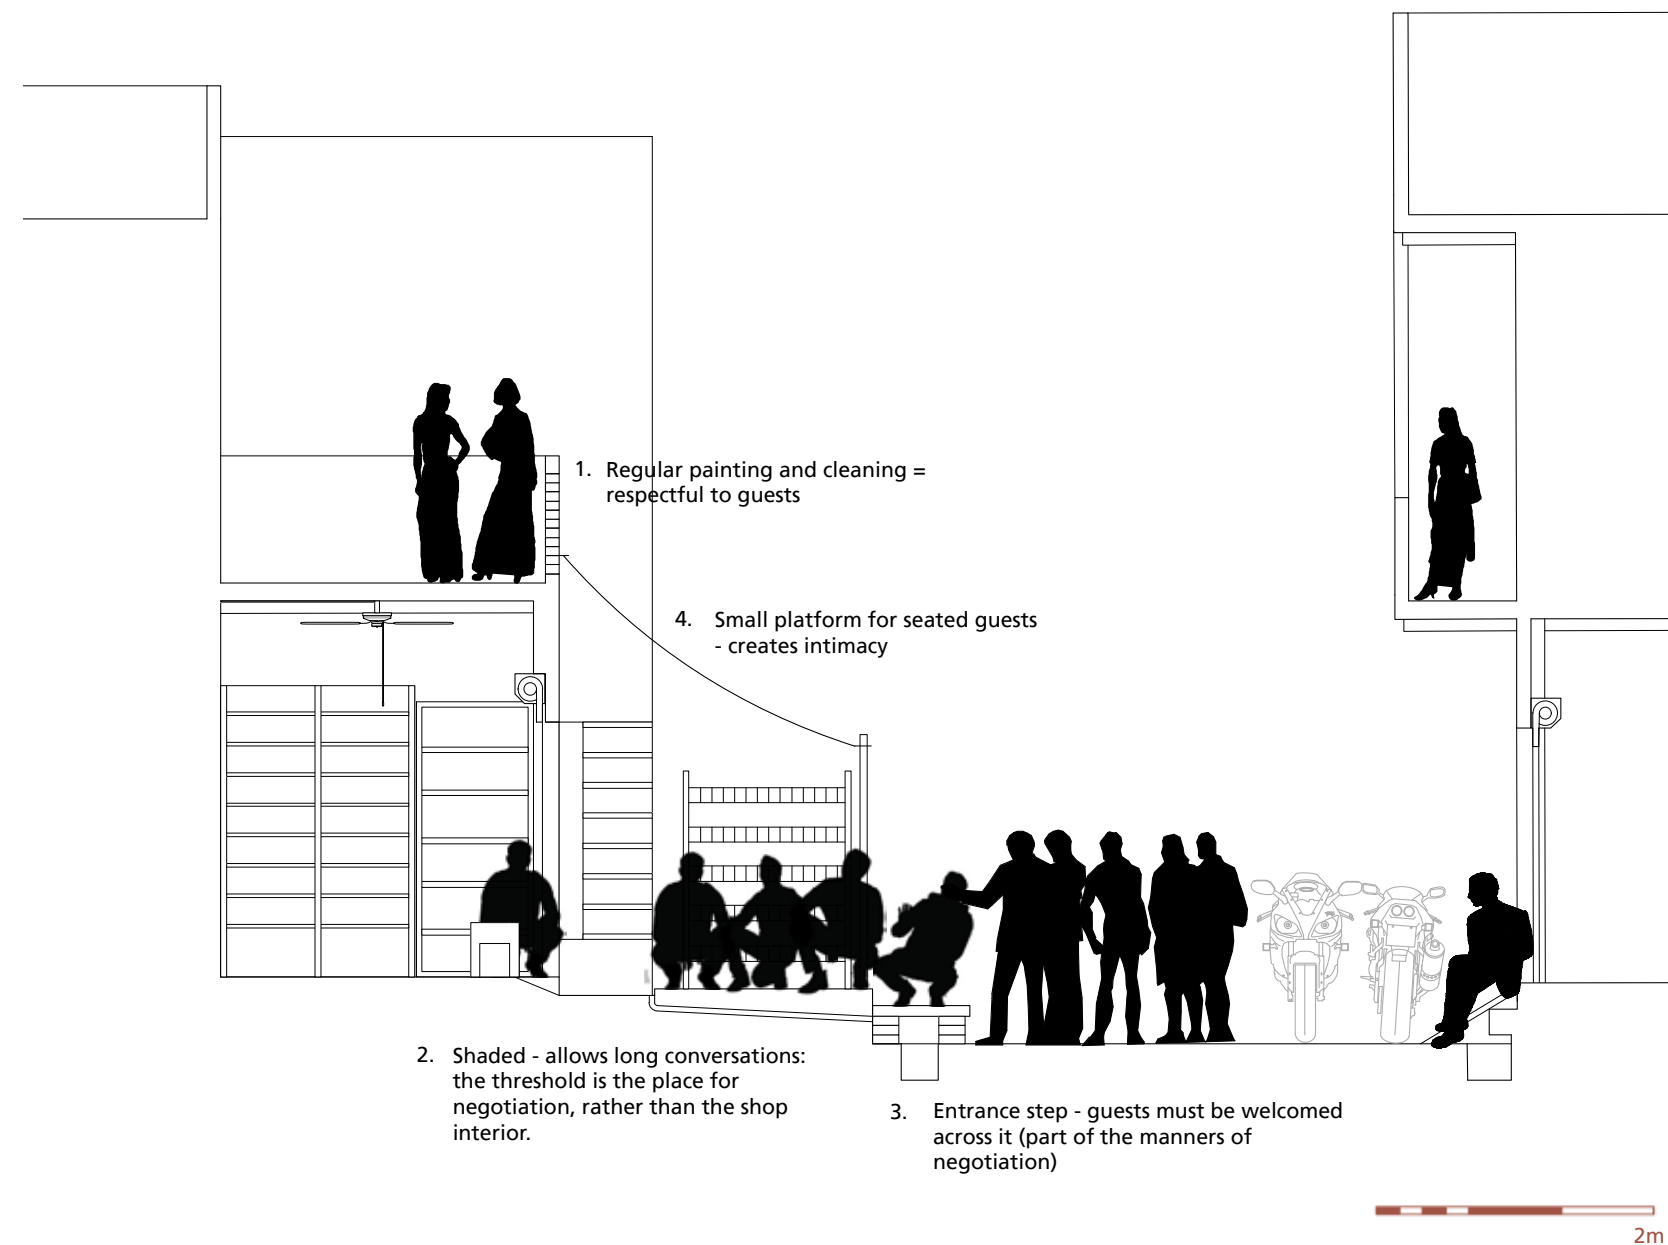 1. Regular painting and cleaning =
respectful to guests
4. Small platform for seated guests
- creates intimacy
2. Shaded - allows long conversations:
the threshold is the place for
negotiation, rather than the shop
interior.
3. Entrance step - guests must be welcomed
across it (part of the manners of
negotiation)
2m